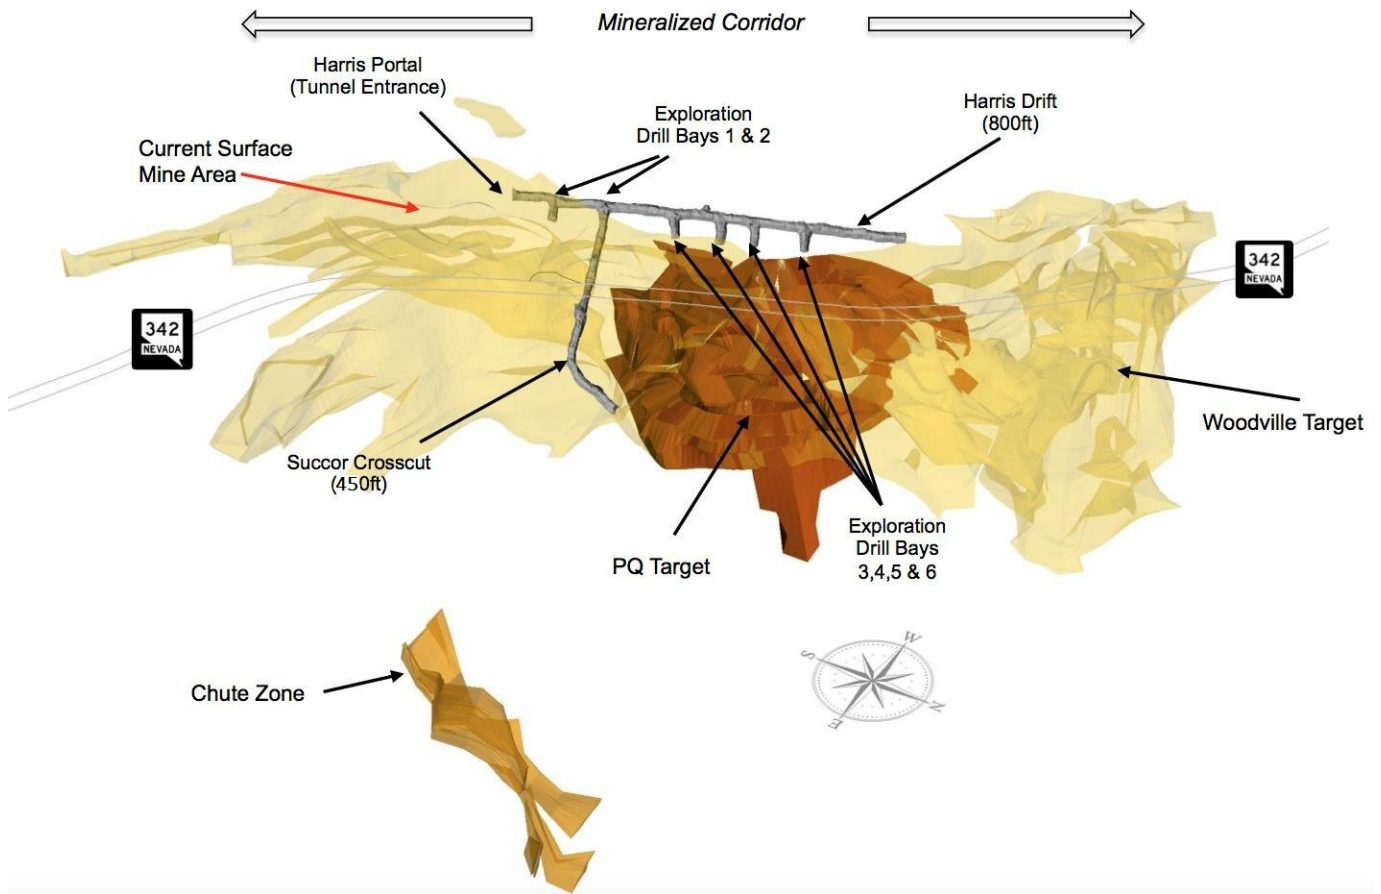 Mineralized Corridor
Harris Portal
(Tunnel Entrance)
Exploration
Drill Bays 1 & 2
Harris Drift
(800ft)
Current Surface
Mine Area
342
NEVADA
342
NEVADA
Woodville Target
Succor Crosscut
(450ft)
PQ Target
Exploration
Drill Bays
3,4,5 & 6
Chute Zone
W
S
N
E